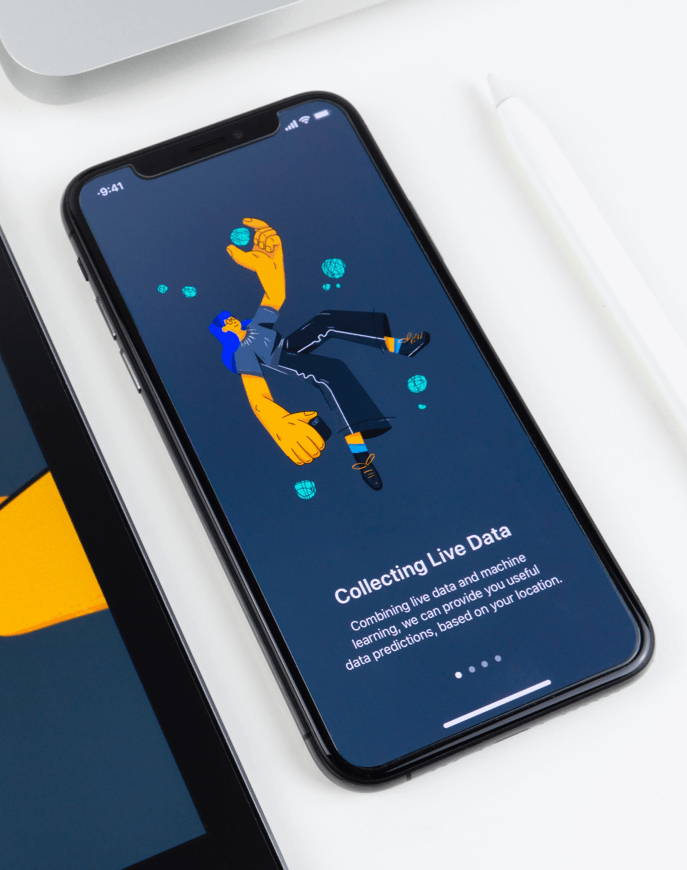 9:41
Collecting Live Data
Combining live data and machine
learning, we can provide you useful
data predictions, based on your location.